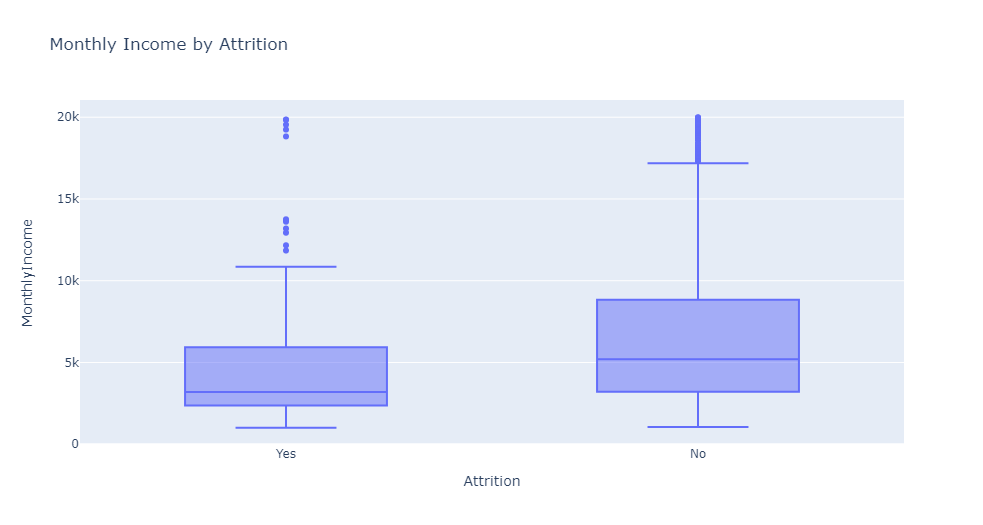 Monthly Income by Attrition
MonthlyIncome
20k
15k
10k
5k
0
Yes
No
Attrition